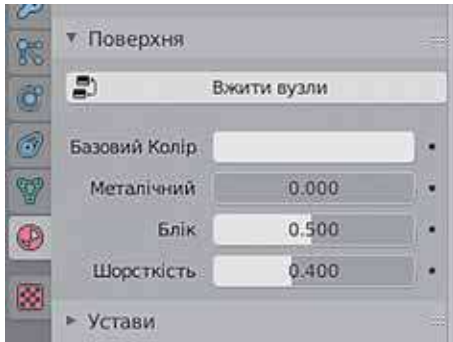 Поверхня
Вжити вузли
Базовий Колір
Металічний 0.000
Блік 0.500
Шорсткість 0.400
Устави